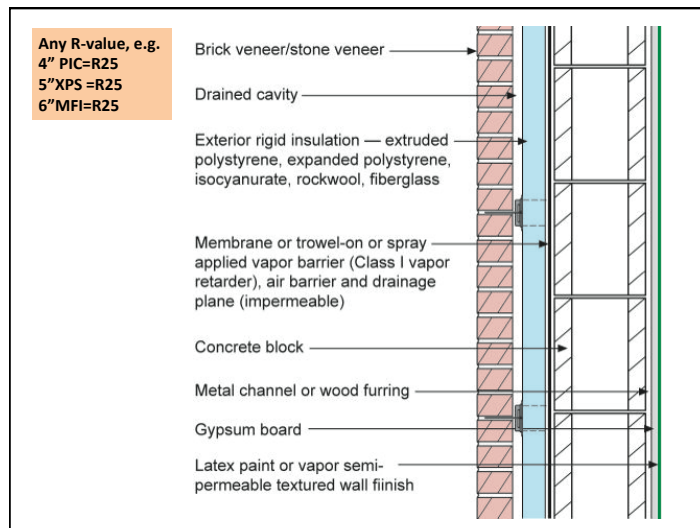 Any R-value, e.g.
4” PIC=R25
5”XPS =R25
6”MFI=R25
Brick veneer/stone veneer
Drained cavity
Exterior rigid insulation — extruded
polystyrene, expanded polystyrene,
isocyanurate, rockwool, fiberglass
Membrane or trowel-on or spray
applied vapor barrier (Class I vapor
retarder), air barrier and drainage
plane (impermeable)
Concrete block
Metal channel or wood furring
Gypsum board
Latex paint or vapor semi-
permeable textured wall fiinish